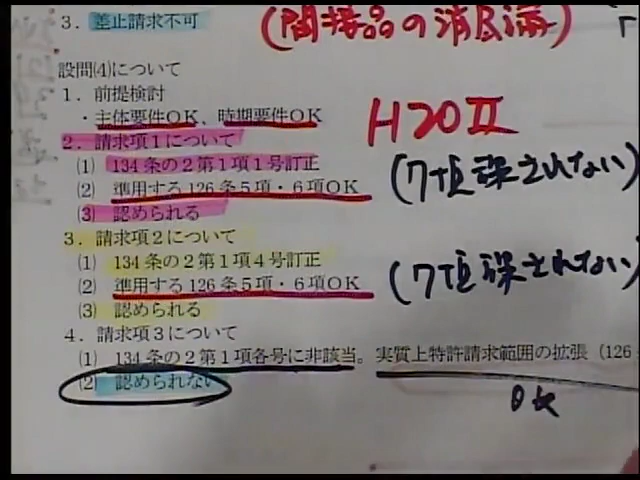 3．差止請求不可
(間接品の消尽論)
設問⑷について
1．前提検討
・主体要件OK、時期要件OK
H20Ⅱ
2．請求項1について
⑴ 134条の2第1項1号訂正
⑵ 準用する126条5項・6項OK
(7項課されない)
⑶ 認められる
3．請求項2について
⑴ 134条の2第1項4号訂正
⑵ 準用する126条5項・6項OK
(7項課されない)
⑶ 認められる
4．請求項3について
⑴ 134条の2第1項各号に非該当。実質上特許請求範囲の拡張（126
⑵ 認められない